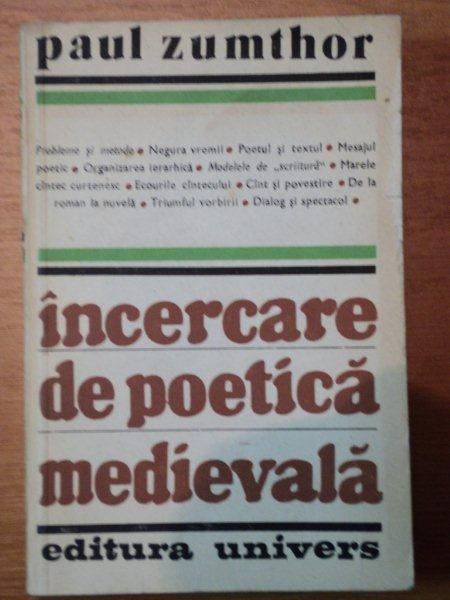 paul zumthor
Probleme și metode • Negura vremii • Poetul și textul • Mesajul
poetic • Organizarea ierarhică • Modelele de „scriitură” • Marele
cîntec curtenesc • Ecourile cîntecului • Cînt și povestire • De la
roman la nuvelă • Triumful vorbirii • Dialog și spectacol •
încercare
de poetică
medievală
editura univers